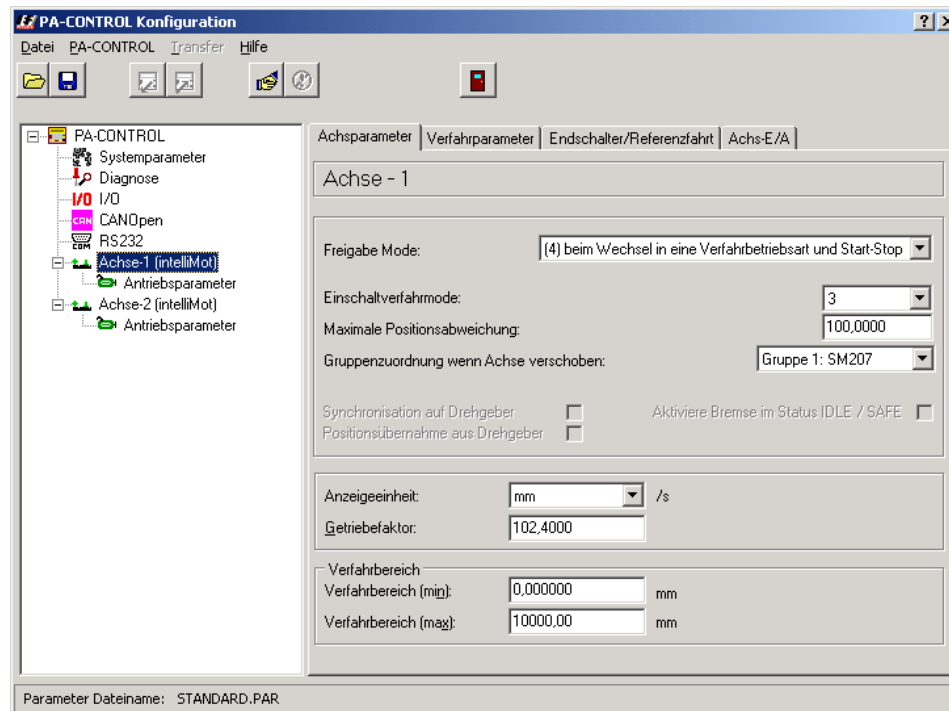 PA-CONTROL Konfiguration
Datei PA-CONTROL Transfer Hilfe
PA-CONTROL
Systemparameter
Diagnose
I/O I/O
CAN CANOpen
COM RS232
Achse-1 (intelliMot)
Antriebsparameter
Achse-2 (intelliMot)
Antriebsparameter
Achsparameter Verfahrparameter Endschalter/Referenzfahrt Achs-E/A
Achse - 1
Freigabe Mode: (4) beim Wechsel in eine Verfahrbetriebsart und Start-Stop
Einschaltverfahrmode: 3
Maximale Positionsabweichung: 100,0000
Gruppenzuordnung wenn Achse verschoben: Gruppe 1: SM207
Synchronisation auf Drehgeber Aktiviere Bremse im Status IDLE / SAFE
Positionsübernahme aus Drehgeber
Anzeigeeinheit: mm /s
Getriebefaktor: 102,4000
Verfahrbereich
Verfahrbereich (min): 0,000000 mm
Verfahrbereich (max): 10000,00 mm
Parameter Dateiname: STANDARD.PAR